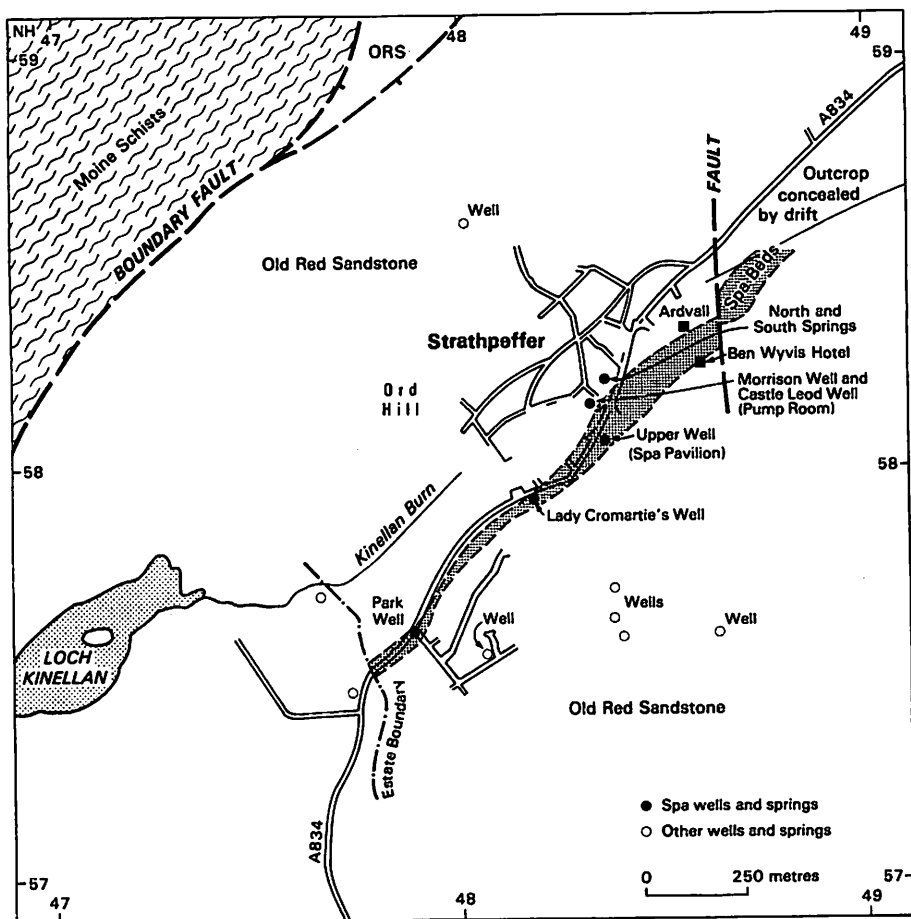 NH
47
48
49
59
59
ORS
Moine Schists
BOUNDARY FAULT
A834
FAULT
Outcrop
concealed
by drift
Well
Old Red Sandstone
Spa Beds
Ardvall
North and
South Springs
Strathpeffer
Ben Wyvis Hotel
Ord
Hill
Morrison Well and
Castle Leod Well
(Pump Room)
Upper Well
(Spa Pavilion)
58
58
Kinellan Burn
Lady Cromartie's Well
Park
Well
Well
Wells
Well
LOCH
KINELLAN
Estate Boundary
Old Red Sandstone
A834
Spa wells and springs
Other wells and springs
0 250 metres
57
57
47
48
49